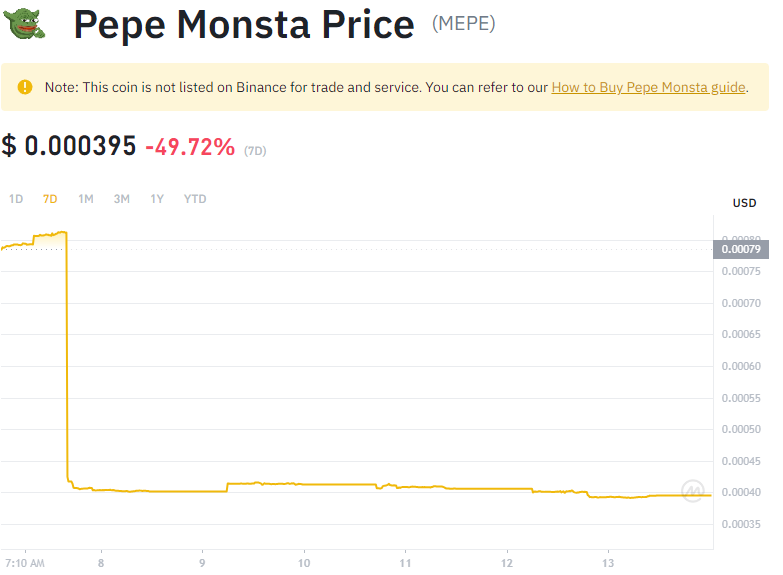 Pepe Monsta Price (MEPE)
Note: This coin is not listed on Binance for trade and service. You can refer to our How to Buy Pepe Monsta guide.
$ 0.000395 -49.72% (7D)
1D 7D 1M 3M 1Y YTD
USD
0.00080
0.00079
0.00075
0.00070
0.00065
0.00060
0.00055
0.00050
0.00045
0.00040
0.00035
7:10 AM 8 9 10 11 12 13